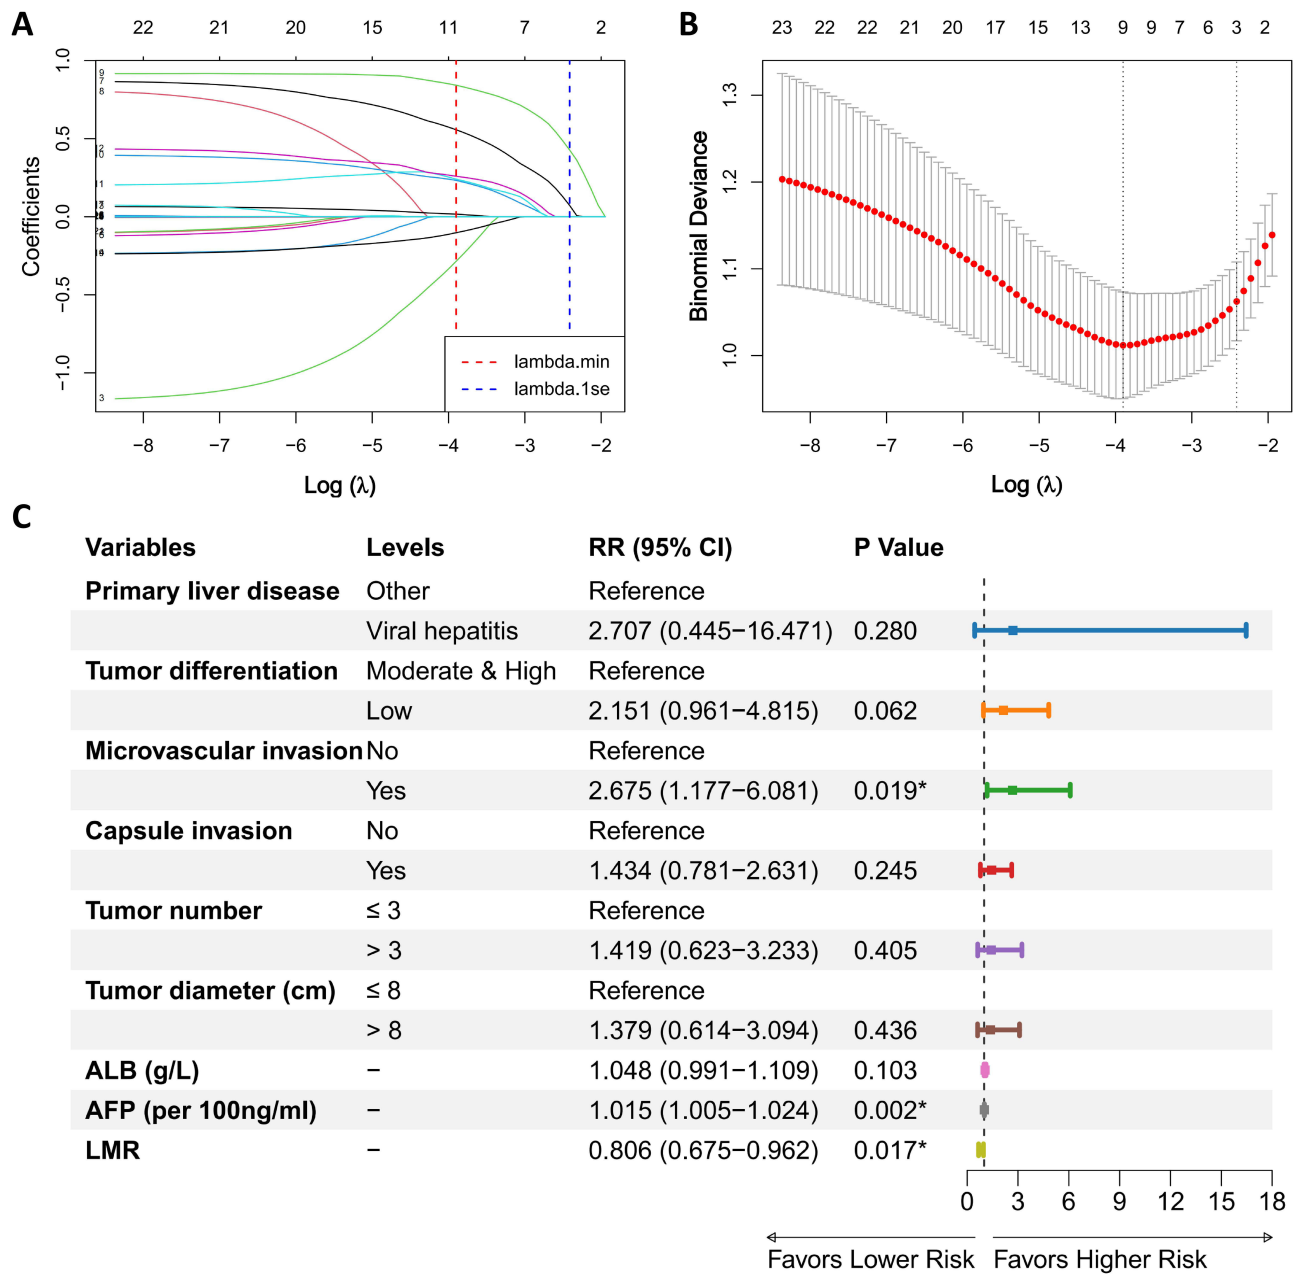 A
22 21 20 15 11 7 2
1.0
0.5
0.0
−0.5
−1.0
Coefficients
9
7
8
12
10
11
3
lambda.min
lambda.1se
−8 −7 −6 −5 −4 −3 −2
Log (λ)
B
23 22 22 21 20 17 15 13 9 9 7 6 3 2
1.3
1.2
1.1
1.0
Binomial Deviance
−8 −7 −6 −5 −4 −3 −2
Log (λ)
C
Variables Levels RR (95% CI) P Value
Primary liver disease Other Reference
Viral hepatitis 2.707 (0.445−16.471) 0.280
Tumor differentiation Moderate & High Reference
Low 2.151 (0.961−4.815) 0.062
Microvascular invasion No Reference
Yes 2.675 (1.177−6.081) 0.019*
Capsule invasion No Reference
Yes 1.434 (0.781−2.631) 0.245
Tumor number ≤ 3 Reference
> 3 1.419 (0.623−3.233) 0.405
Tumor diameter (cm) ≤ 8 Reference
> 8 1.379 (0.614−3.094) 0.436
ALB (g/L) − 1.048 (0.991−1.109) 0.103
AFP (per 100ng/ml) − 1.015 (1.005−1.024) 0.002*
LMR − 0.806 (0.675−0.962) 0.017*
0 3 6 9 12 15 18
Favors Lower Risk Favors Higher Risk